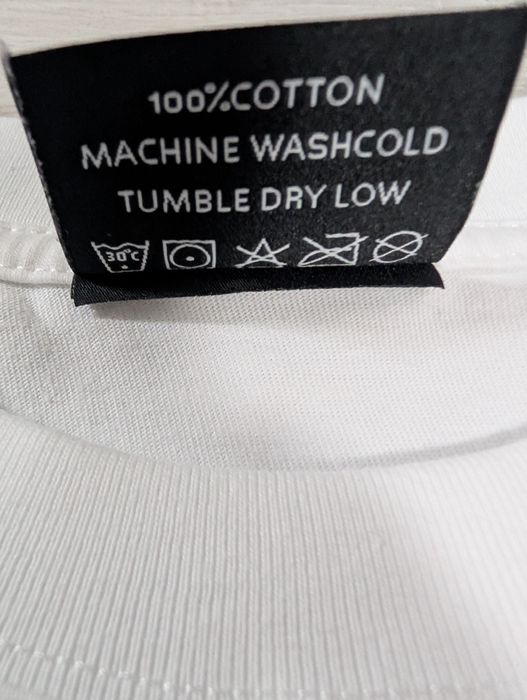 100%COTTON
MACHINE WASHCOLD
TUMBLE DRY LOW
30°C